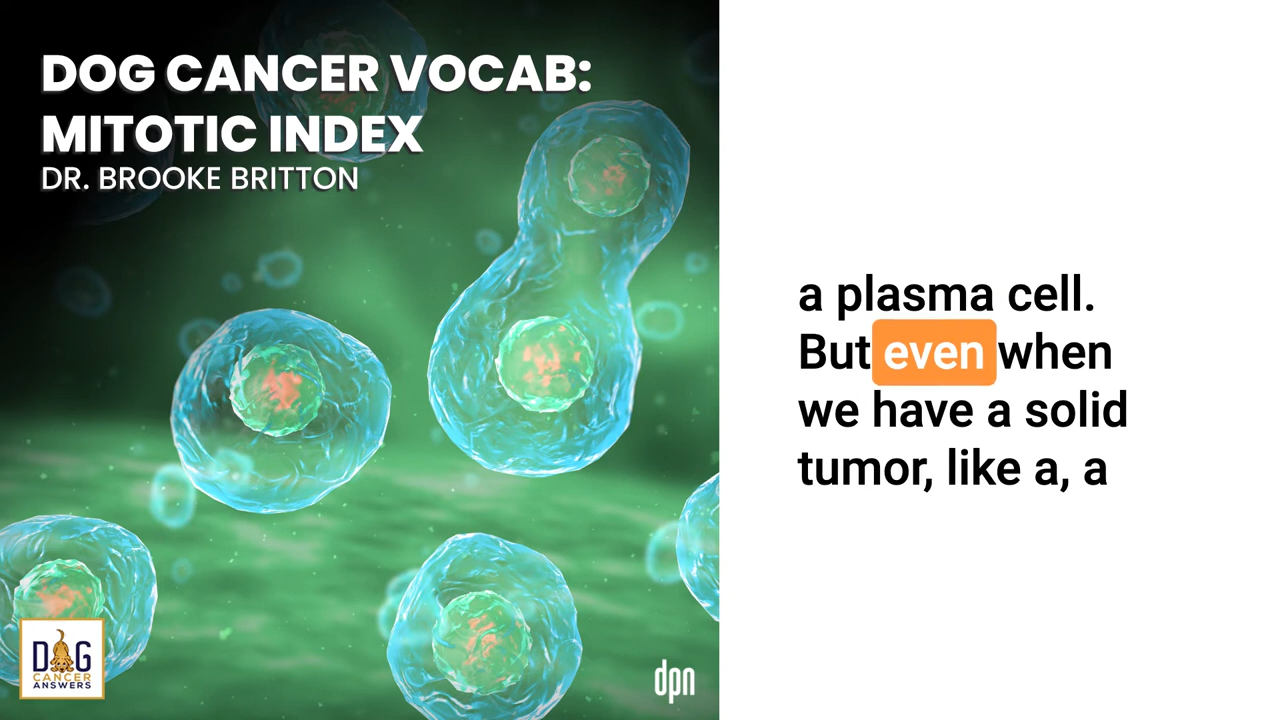 DOG CANCER VOCAB:
MITOTIC INDEX
DR. BROOKE BRITTON
a plasma cell.
But even when
we have a solid
tumor, like a, a
DOG
CANCER
ANSWERS
dpn